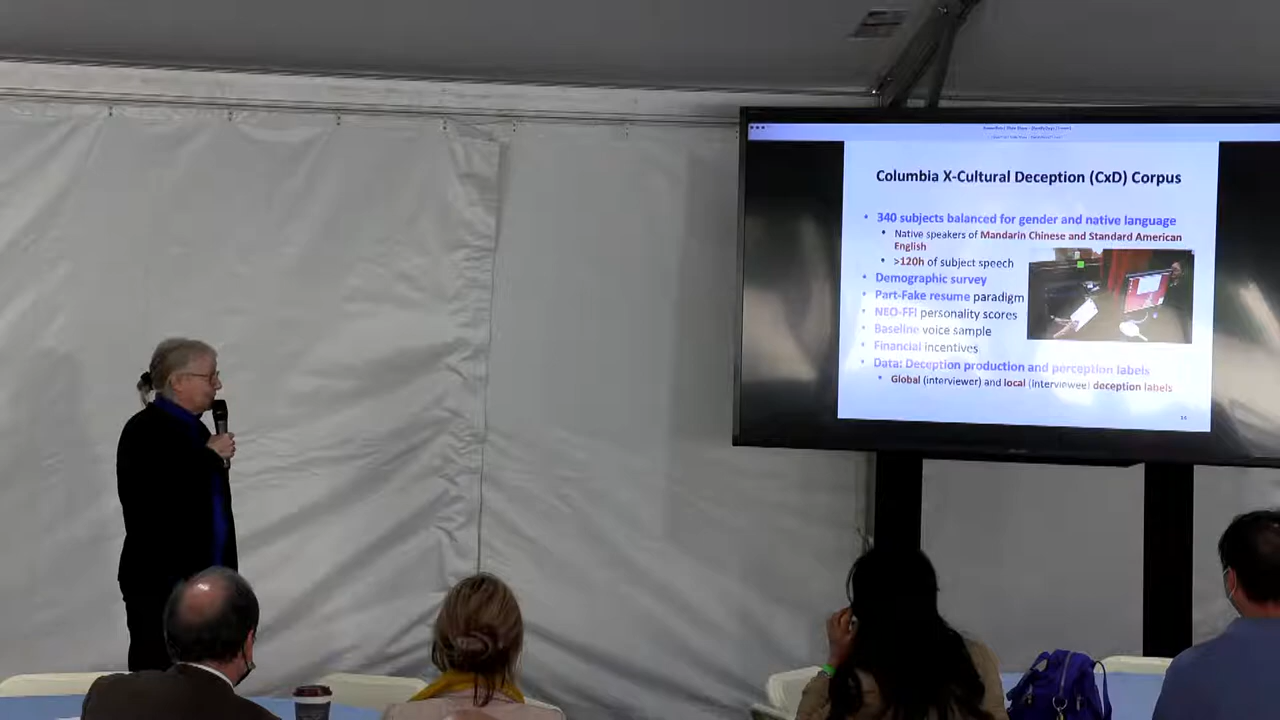 Columbia X-Cultural Deception (CxD) Corpus
• 340 subjects balanced for gender and native language
• Native speakers of Mandarin Chinese and Standard American
English
• >120h of subject speech
• Demographic survey
• Part-Fake resume paradigm
• NEO-FFI personality scores
• Baseline voice sample
• Financial incentives
• Data: Deception production and perception labels
• Global (interviewer) and local (interviewee) deception labels